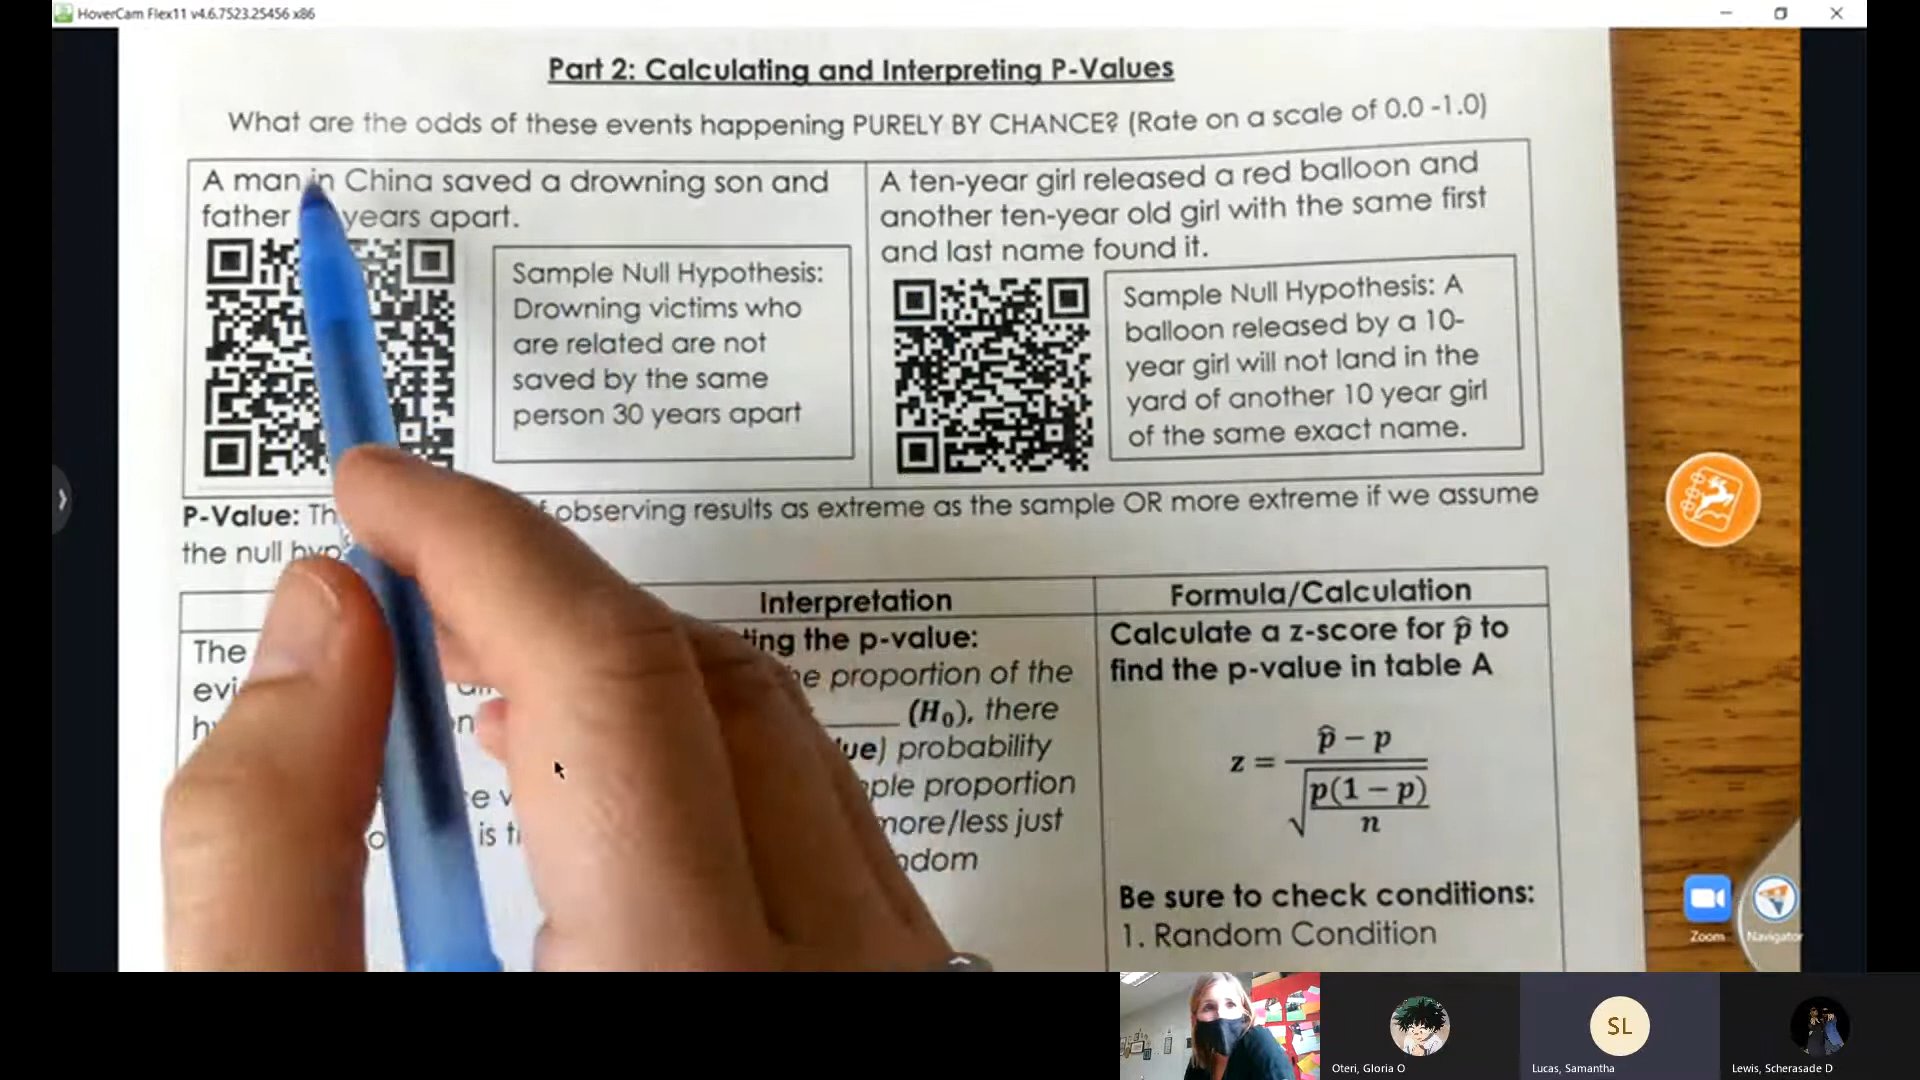 HoverCam Flex11 v4.6.7523.25456 x86
Part 2: Calculating and Interpreting P-Values
What are the odds of these events happening PURELY BY CHANCE? (Rate on a scale of 0.0 -1.0)
A man in China saved a drowning son and
father years apart.
Sample Null Hypothesis:
Drowning victims who
are related are not
saved by the same
person 30 years apart
A ten-year girl released a red balloon and
another ten-year old girl with the same first
and last name found it.
Sample Null Hypothesis: A
balloon released by a 10-
year girl will not land in the
yard of another 10 year girl
of the same exact name.
P-Value: observing results as extreme as the sample OR more extreme if we assume
the null
Interpretation
Formula/Calculation
The
the p-value:
proportion of the
(H₀), there
probability
proportion
more/less just
is
Calculate a z-score for p̂ to
find the p-value in table A
z = p̂ − p
√ p(1 − p)
n
Be sure to check conditions:
1. Random Condition
Zoom
Navigator
SL
Oteri, Gloria O
Lucas, Samantha
Lewis, Scherasade D